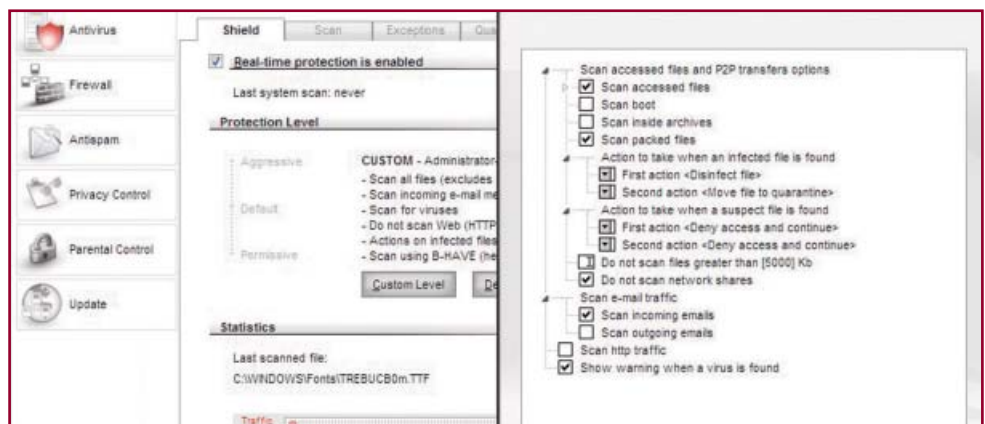 Antivirus
Firewall
Antispam
Privacy Control
Parental Control
Update
Shield
Scan
Exceptions
Real-time protection is enabled
Last system scan: never
Protection Level
Aggressive
Default
Permissive
CUSTOM - Administrator-
- Scan all files (excludes
- Scan incoming e-mail me
- Scan for viruses
- Do not scan Web (HTTP
- Actions on infected files
- Scan using B-HAVE (he
Custom Level
De
Statistics
Last scanned file:
C:\WINDOWS\Fonts\TREBUCB0m.TTF
Traffic
Scan accessed files and P2P transfers options
Scan accessed files
Scan boot
Scan inside archives
Scan packed files
Action to take when an infected file is found
First action <Disinfect file>
Second action <Move file to quarantine>
Action to take when a suspect file is found
First action <Deny access and continue>
Second action <Deny access and continue>
Do not scan files greater than [5000] Kb
Do not scan network shares
Scan e-mail traffic
Scan incoming emails
Scan outgoing emails
Scan http traffic
Show warning when a virus is found